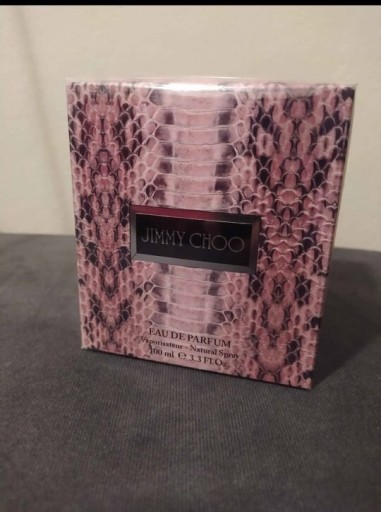 JIMMY CHOO
EAU DE PARFUM
Vaporisateur - Natural Spray
100 ml ℮ 3.3 FL.Oz